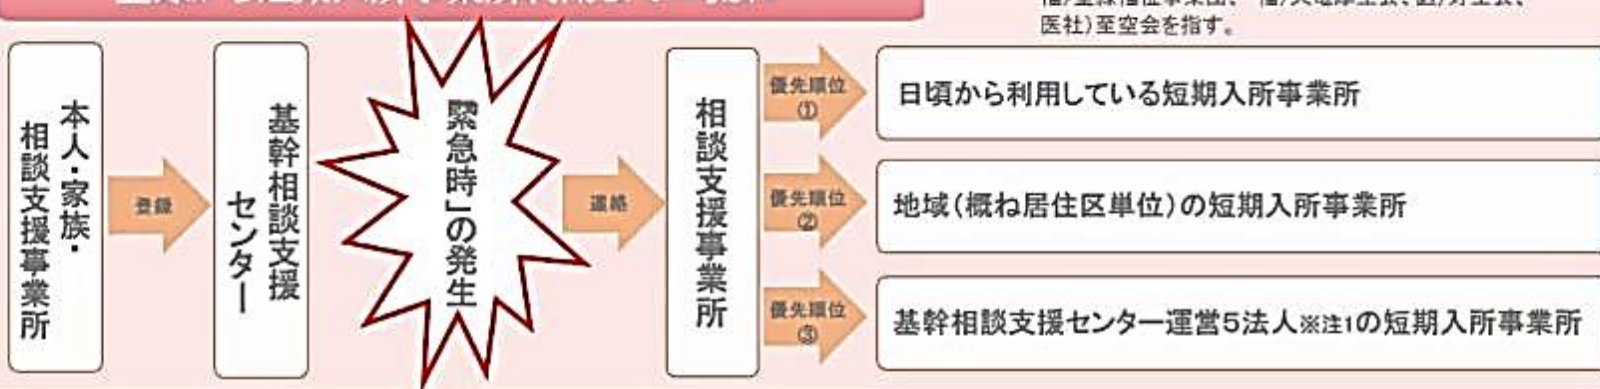 医社)至空会を指す。
本人・家族・
相談支援事業所
登録
基幹相談支援
センター
「緊急時」の発生
連絡
相談支援事業所
優先順位
①
日頃から利用している短期入所事業所
優先順位
②
地域(概ね居住区単位)の短期入所事業所
優先順位
③
基幹相談支援センター運営5法人※注1の短期入所事業所